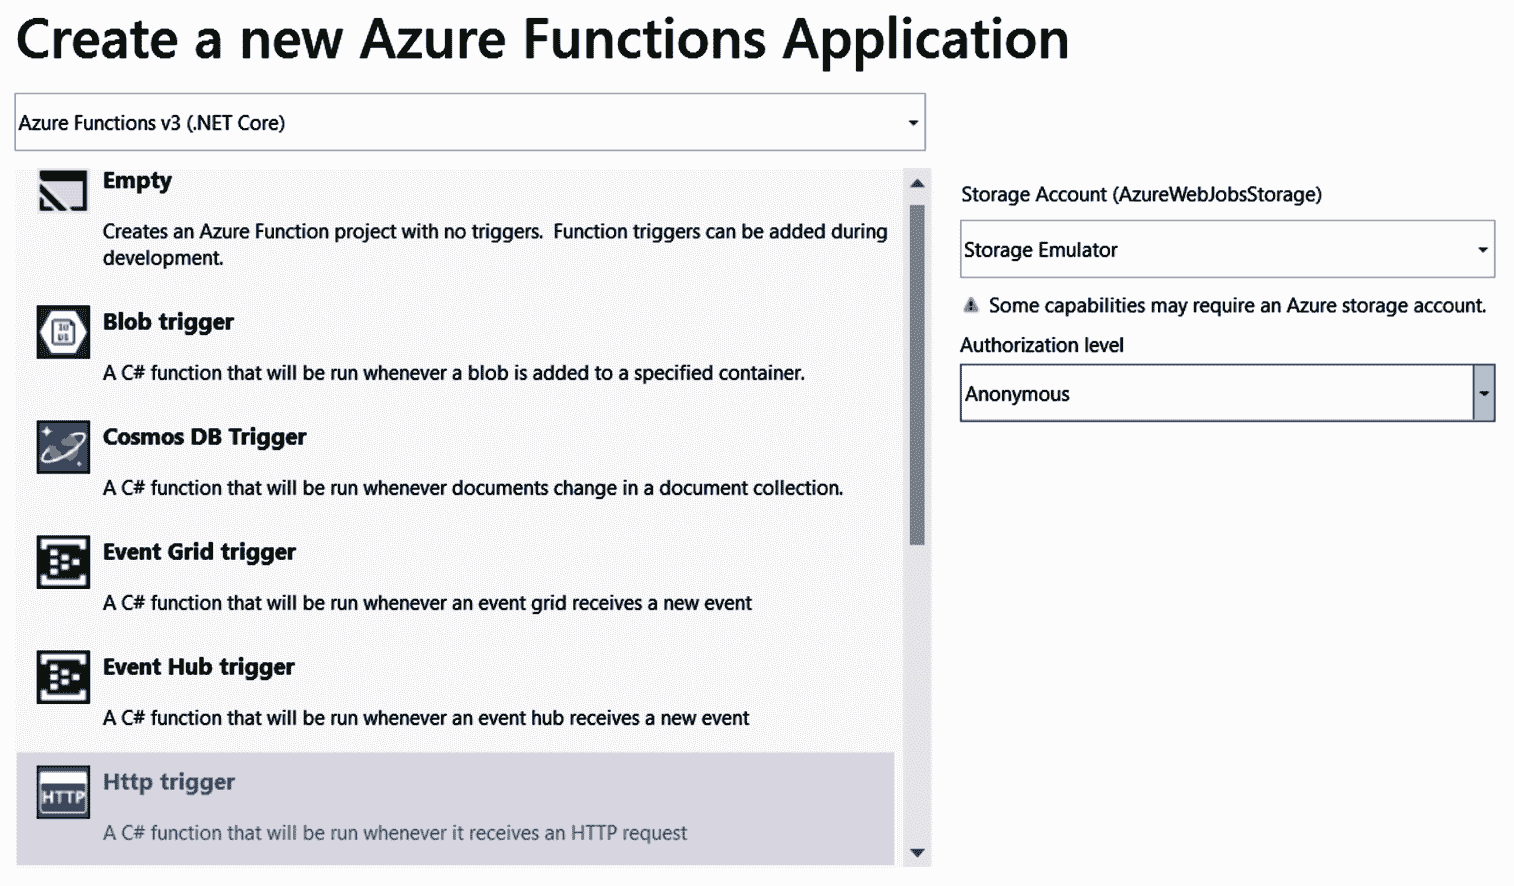 Create a new Azure Functions Application
Azure Functions v3 (.NET Core)
Empty
Creates an Azure Function project with no triggers.  Function triggers can be added during
development.
Blob trigger
A C# function that will be run whenever a blob is added to a specified container.
Cosmos DB Trigger
A C# function that will be run whenever documents change in a document collection.
Event Grid trigger
A C# function that will be run whenever an event grid receives a new event
Event Hub trigger
A C# function that will be run whenever an event hub receives a new event
HTTP
Http trigger
A C# function that will be run whenever it receives an HTTP request
Storage Account (AzureWebJobsStorage)
Storage Emulator
Some capabilities may require an Azure storage account.
Authorization level
Anonymous